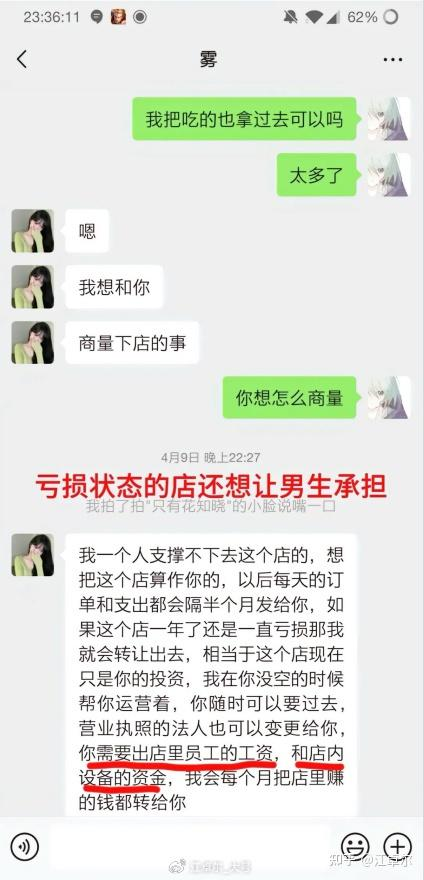 23:36:11
62%
雾
我把吃的也拿过去可以吗
太多了
嗯
我想和你
商量下店的事
你想怎么商量
4月9日 晚上22:27
亏损状态的店还想让男生承担
我拍了拍"只有花知晓"的小脸说嘴一口
我一个人支撑不下去这个店的，想
把这个店算作你的，以后每天的订
单和支出都会隔半个月发给你，如
果这个店一年了还是一直亏损那我
就会转让出去，相当于这个店现在
只是你的投资，我在你没空的时候
帮你运营着，你随时可以要过去，
营业执照的法人也可以变更给你，
你需要出店里员工的工资，和店内
设备的资金，我会每个月把店里赚
的钱都转给你
知乎 @江卓尔